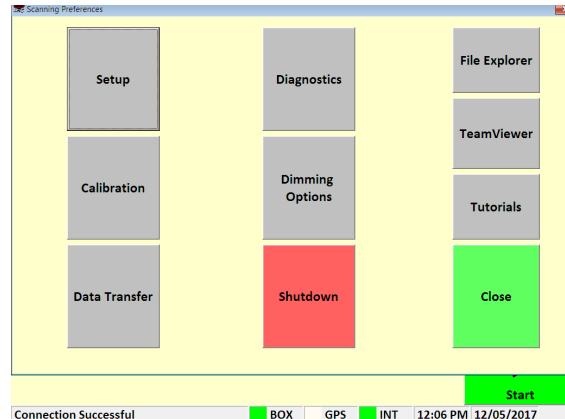 Scanning Preferences
Setup
Diagnostics
File Explorer
TeamViewer
Calibration
Dimming
Options
Tutorials
Data Transfer
Shutdown
Close
Start
Connection Successful BOX GPS INT 12:06 PM 12/05/2017